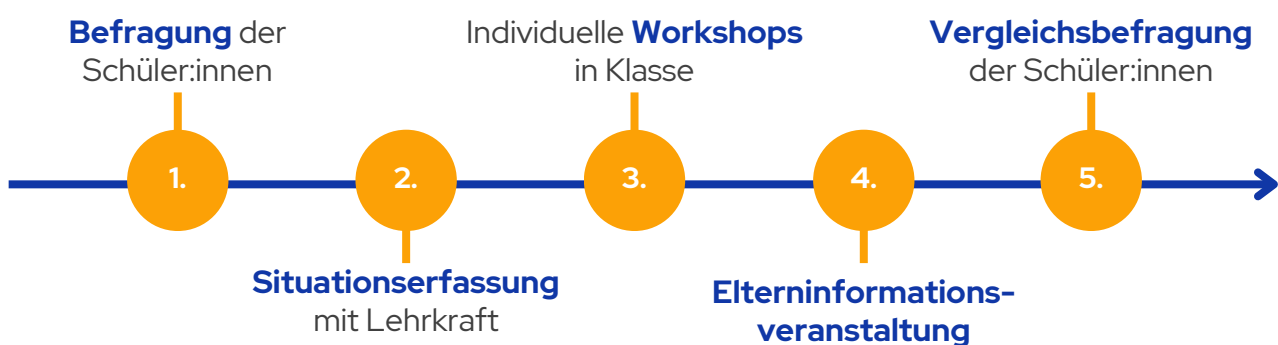 Befragung der
Schüler:innen
Individuelle Workshops
in Klasse
Vergleichsbefragung
der Schüler:innen
1.
2.
3.
4.
5.
Situationserfassung
mit Lehrkraft
Elterninformations-
veranstaltung